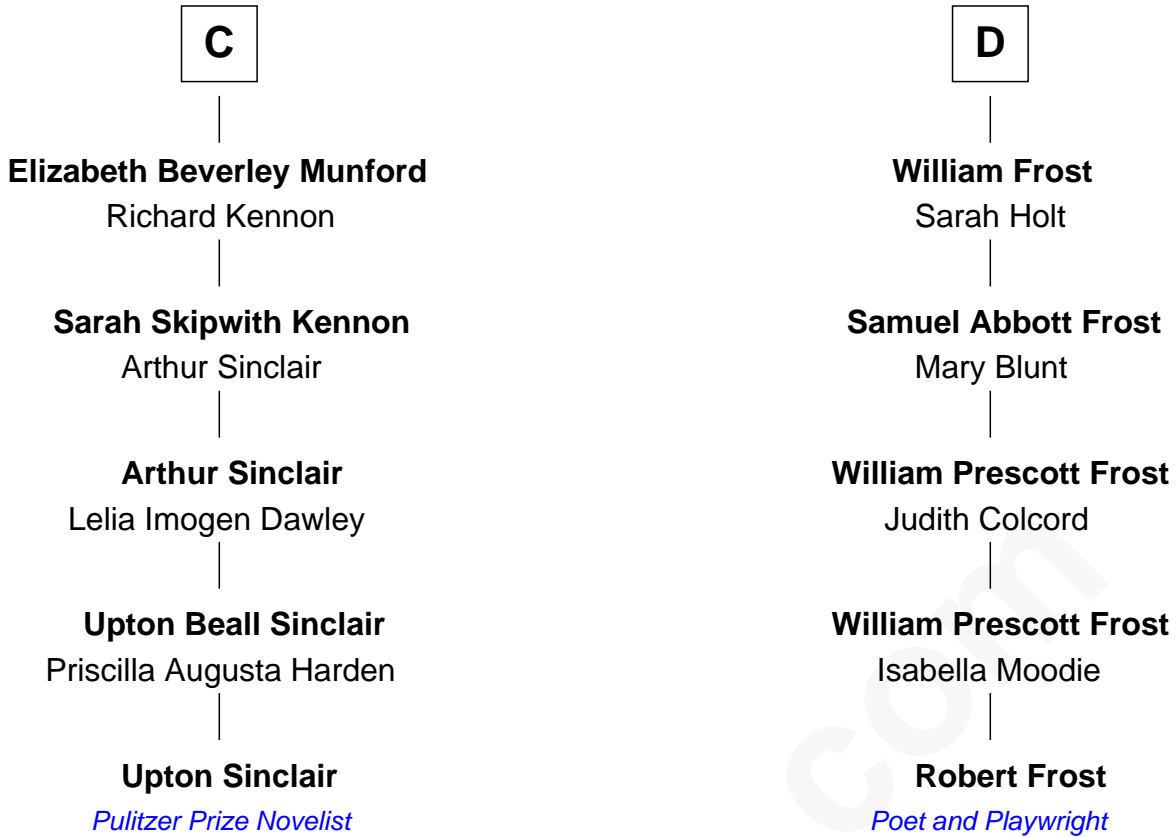 C
Elizabeth Beverley Munford
Richard Kennon
Sarah Skipwith Kennon
Arthur Sinclair
Arthur Sinclair
Lelia Imogen Dawley
Upton Beall Sinclair
Priscilla Augusta Harden
Upton Sinclair
Pulitzer Prize Novelist
D
William Frost
Sarah Holt
Samuel Abbott Frost
Mary Blunt
William Prescott Frost
Judith Colcord
William Prescott Frost
Isabella Moodie
Robert Frost
Poet and Playwright
com